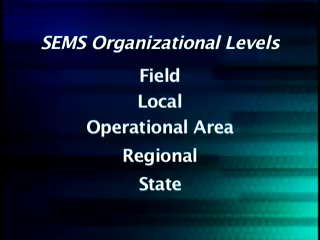 SEMS Organizational Levels
Field
Local
Operational Area
Regional
State